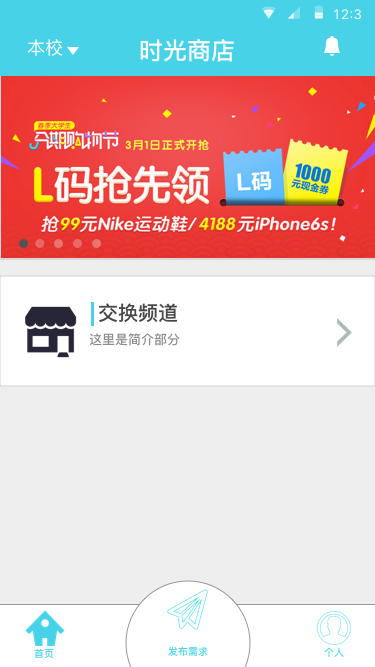 12:3
本校
时光商店
春季大学生
分期购物节
3月1日正式开抢
L码抢先领
L码
1000
元现金券
抢99元Nike运动鞋/4188元iPhone6s!
交换频道
这里是简介部分
首页
发布需求
个人